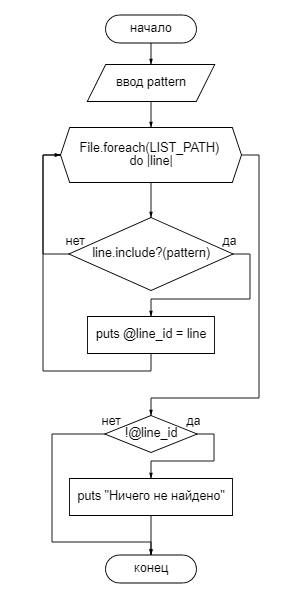 начало
ввод pattern
File.foreach(LIST_PATH)
do |line|
нет
да
line.include?(pattern)
puts @line_id = line
нет
да
!@line_id
puts "Ничего не найдено"
конец